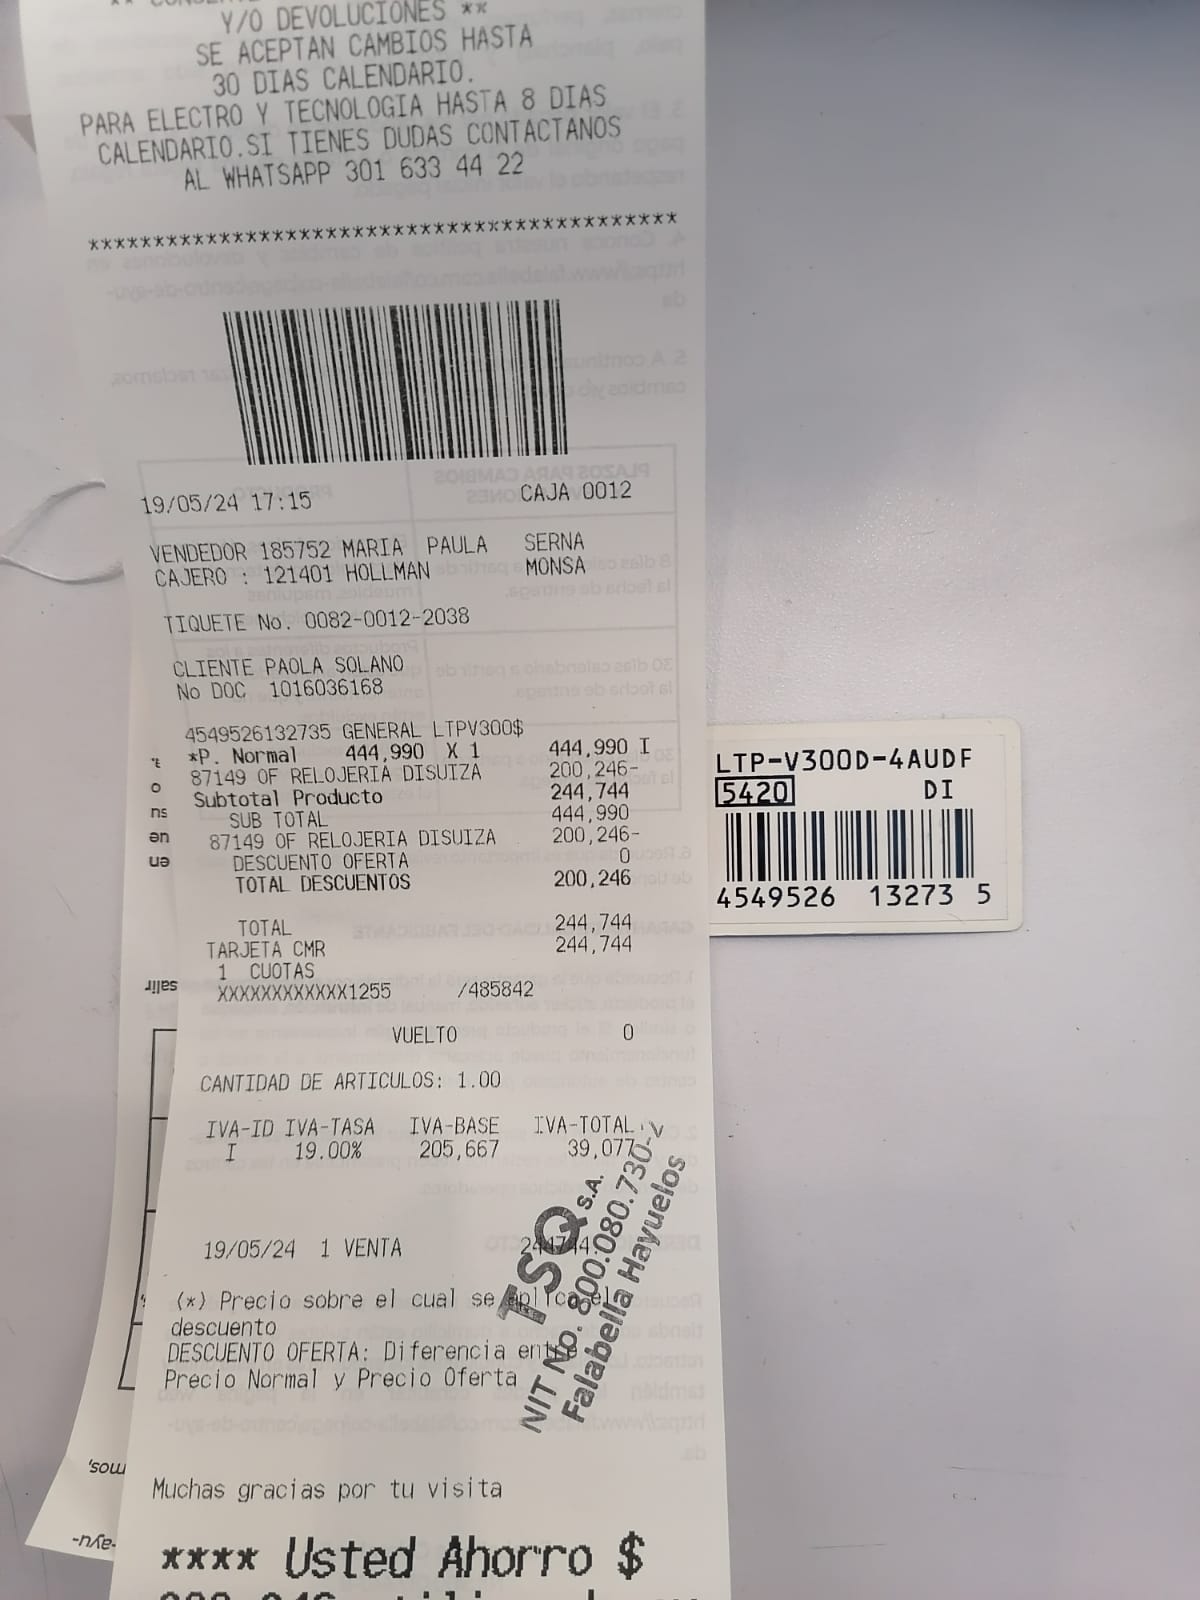 Y/O DEVOLUCIONES **
SE ACEPTAN CAMBIOS HASTA
30 DIAS CALENDARIO.
PARA ELECTRO Y TECNOLOGIA HASTA 8 DIAS
CALENDARIO.SI TIENES DUDAS CONTACTANOS
AL WHATSAPP 301 633 44 22
*********************************************
19/05/24 17:15 CAJA 0012
VENDEDOR 185752 MARIA PAULA SERNA
CAJERO : 121401 HOLLMAN MONSA
TIQUETE No. 0082-0012-2038
CLIENTE PAOLA SOLANO
No DOC 1016036168
4549526132735 GENERAL LTPV300$
*P. Normal 444,990 X 1 444,990 I
87149 OF RELOJERIA DISUIZA 200,246-
Subtotal Producto 244,744
SUB TOTAL 444,990
87149 OF RELOJERIA DISUIZA 200,246-
DESCUENTO OFERTA 0
TOTAL DESCUENTOS 200,246
TOTAL 244,744
TARJETA CMR 244,744
1 CUOTAS
XXXXXXXXXXXX1255 /485842
VUELTO 0
CANTIDAD DE ARTICULOS: 1.00
IVA-ID IVA-TASA IVA-BASE IVA-TOTAL
I 19.00% 205,667 39,077
19/05/24 1 VENTA 244744
(*) Precio sobre el cual se aplica el
descuento
DESCUENTO OFERTA: Diferencia entre
Precio Normal y Precio Oferta
TSQ S.A.
NIT No. 800.080.730-
Falabella Hayuelos
Muchas gracias por tu visita
**** Usted Ahorro $
LTP-V300D-4AUDF
5420 DI
4549526 13273 5
salir
mos,
-ayu-